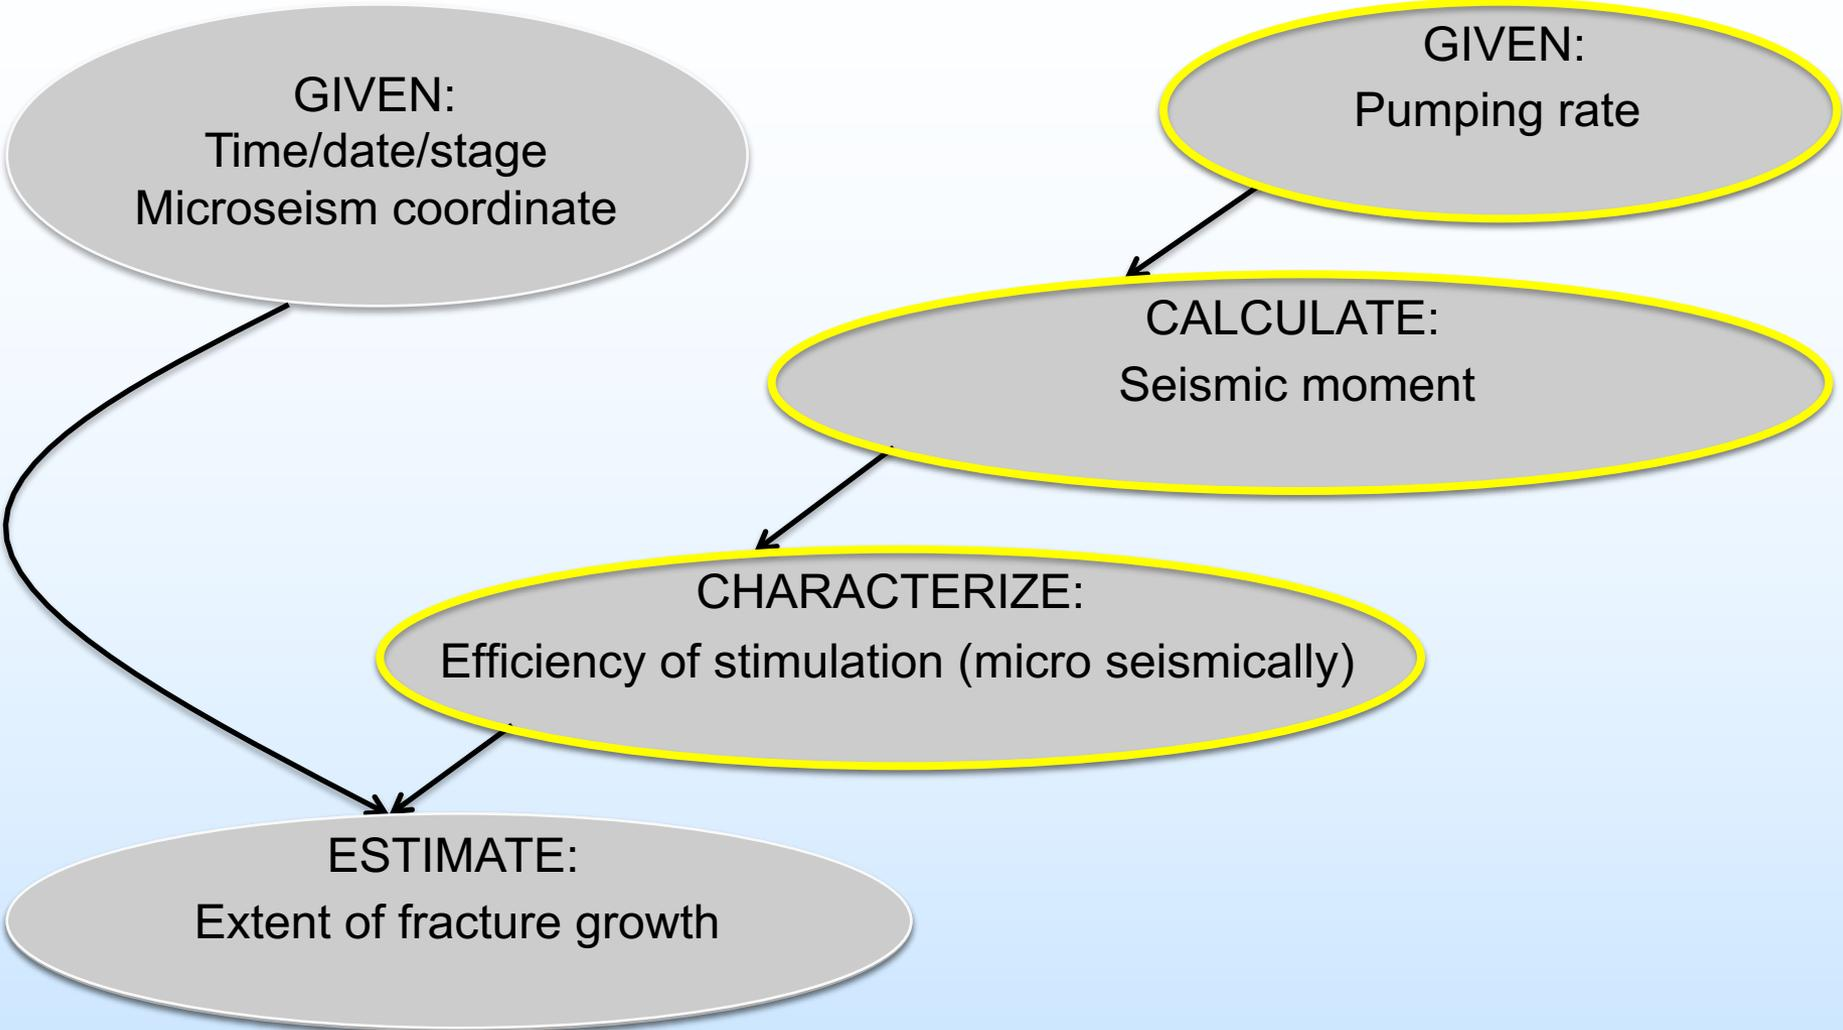 GIVEN:
Time/date/stage
Microseism coordinate
GIVEN:
Pumping rate
CALCULATE:
Seismic moment
CHARACTERIZE:
Efficiency of stimulation (micro seismically)
ESTIMATE:
Extent of fracture growth